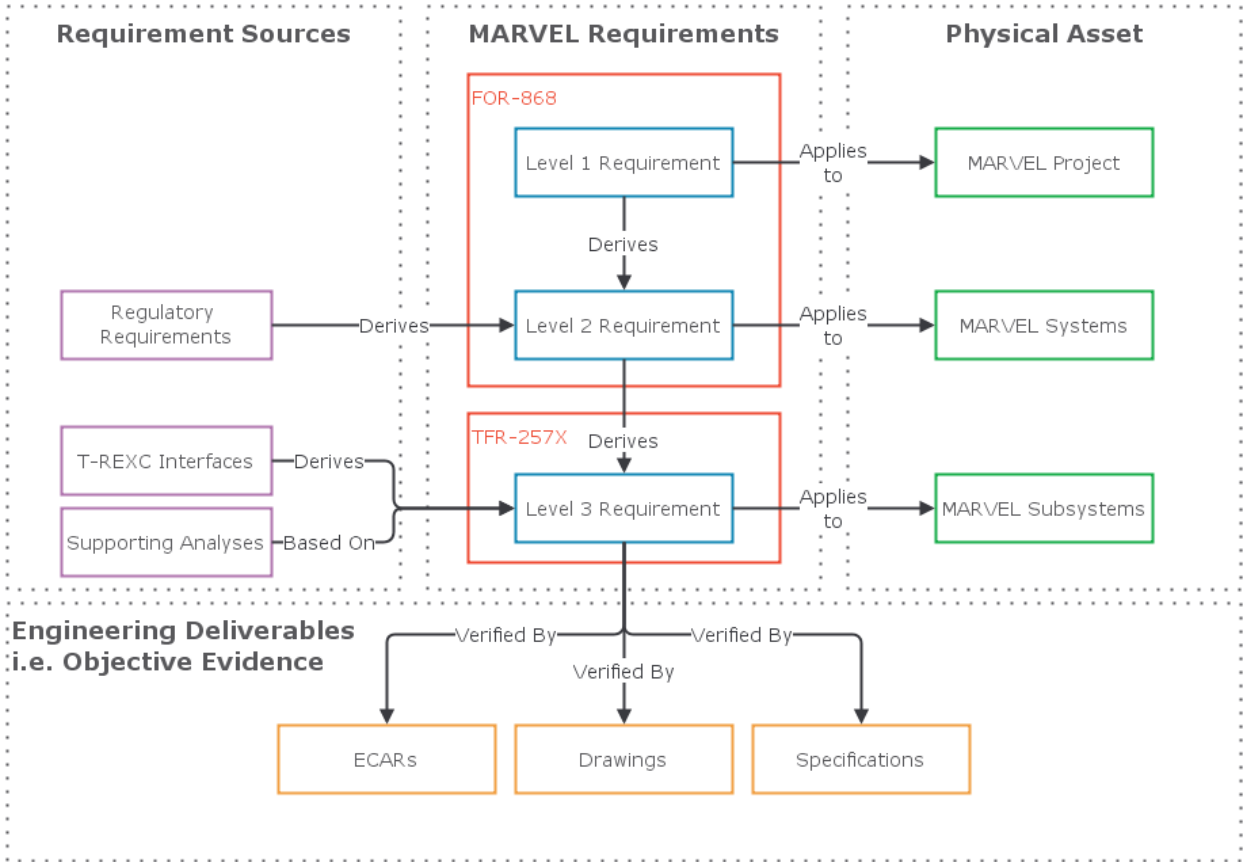 Requirement Sources
MARVEL Requirements
Physical Asset
FOR-868
Level 1 Requirement
Applies
to
MARVEL Project
Derives
Regulatory
Requirements
Derives
Level 2 Requirement
Applies
to
MARVEL Systems
TFR-257X
Derives
T-REXC Interfaces
Derives
Supporting Analyses
Based On
Level 3 Requirement
Applies
to
MARVEL Subsystems
Engineering Deliverables
i.e. Objective Evidence
Verified By
Verified By
Verified By
ECARs
Drawings
Specifications